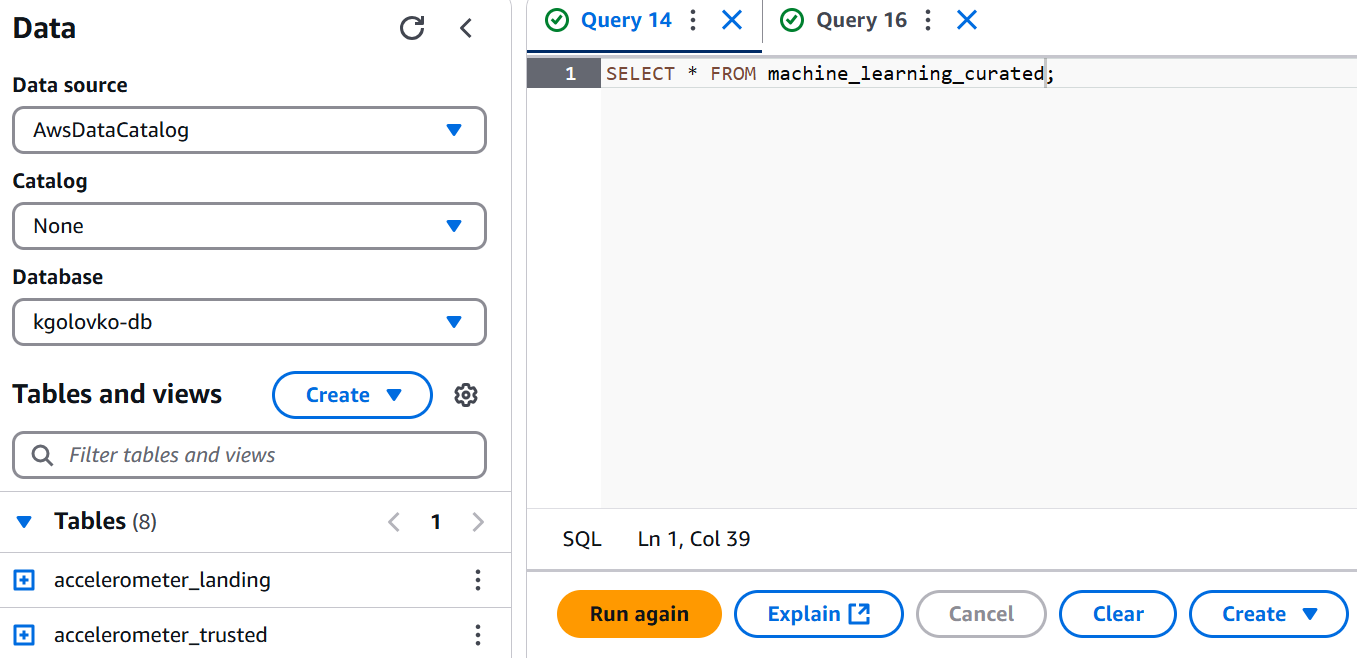 Data
Data source
AwsDataCatalog
Catalog
None
Database
kgolovko-db
Tables and views
Create
Filter tables and views
Tables (8)
1
accelerometer_landing
accelerometer_trusted
Query 14
Query 16
1
SELECT * FROM machine_learning_curated;
SQL Ln 1, Col 39
Run again
Explain
Cancel
Clear
Create